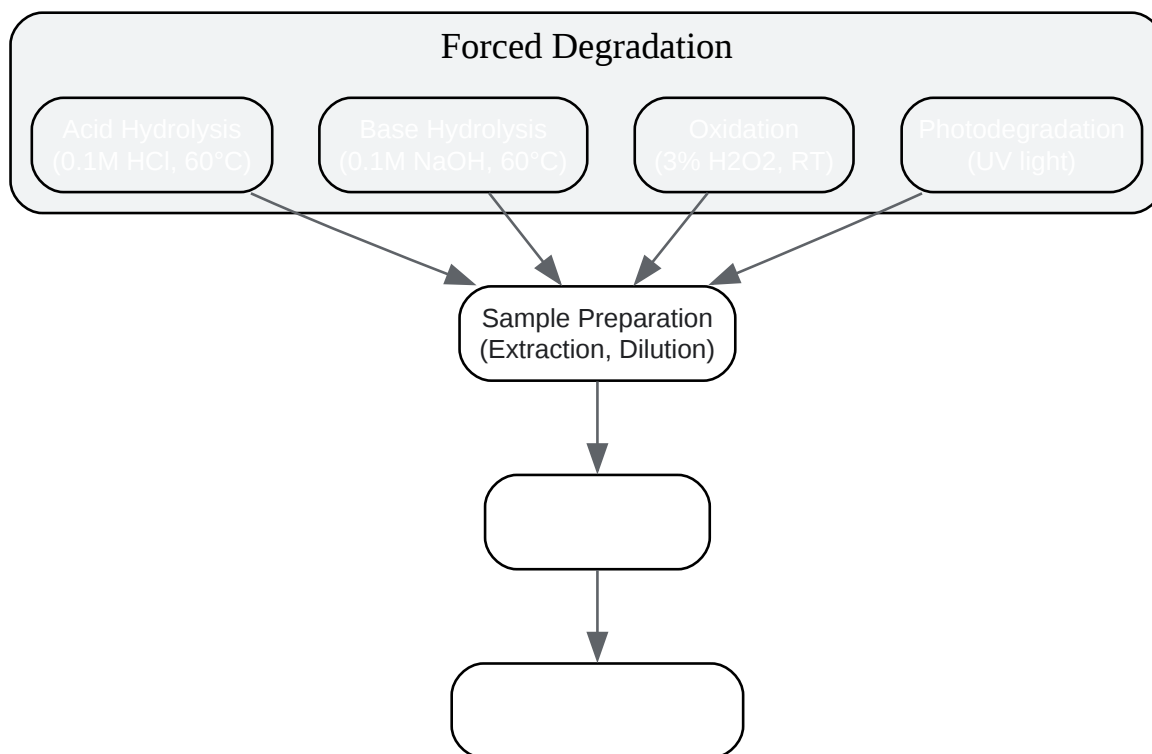 Forced Degradation
Acid Hydrolysis
(0.1M HCl, 60°C)
Base Hydrolysis
(0.1M NaOH, 60°C)
Oxidation
(3% H2O2, RT)
Photodegradation
(UV light)
Sample Preparation
(Extraction, Dilution)